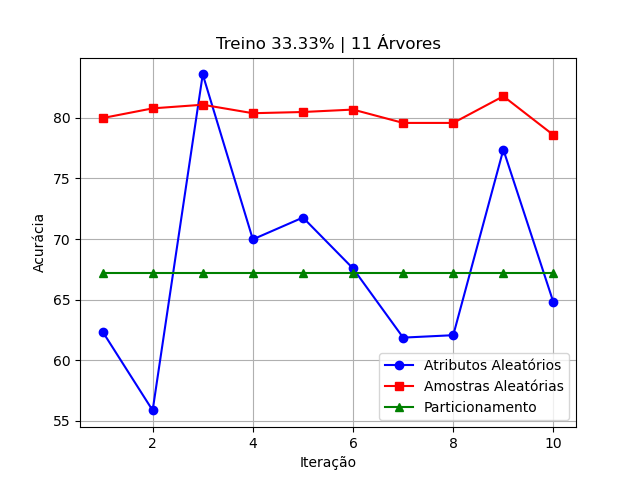 Treino 33.33% | 11 Árvores
Acurácia
80
75
70
65
60
55
2
4
6
8
10
Iteração
Atributos Aleatórios
Amostras Aleatórias
Particionamento